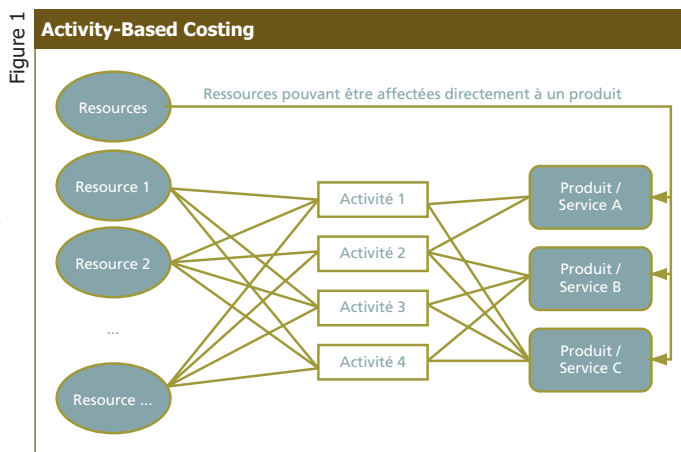 Figure 1
Activity-Based Costing
Resources
Ressources pouvant être affectées directement à un produit
Resource 1
Activité 1
Produit /
Service A
Resource 2
Activité 2
Produit /
Service B
...
Activité 3
Activité 4
Produit /
Service C
Resource ...